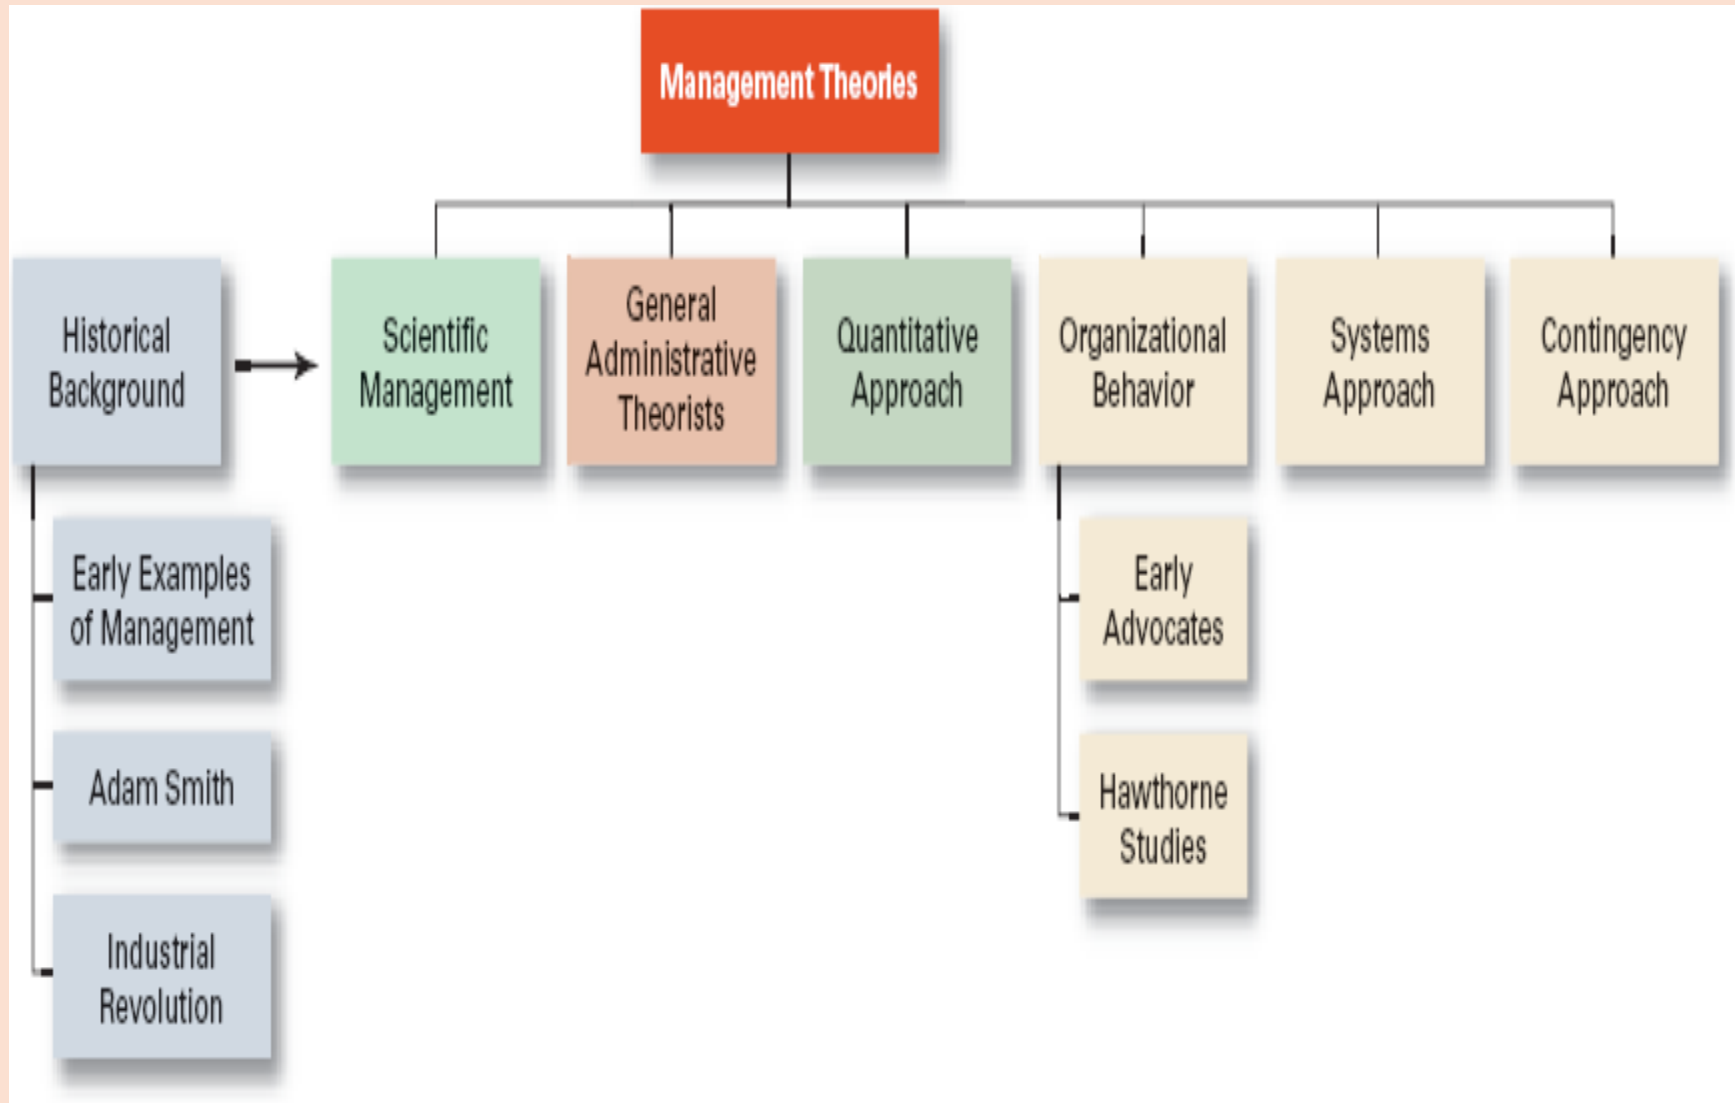 Management Theories
Historical
Background
Scientific
Management
General
Administrative
Theorists
Quantitative
Approach
Organizational
Behavior
Systems
Approach
Contingency
Approach
Early Examples
of Management
Adam Smith
Industrial
Revolution
Early
Advocates
Hawthorne
Studies